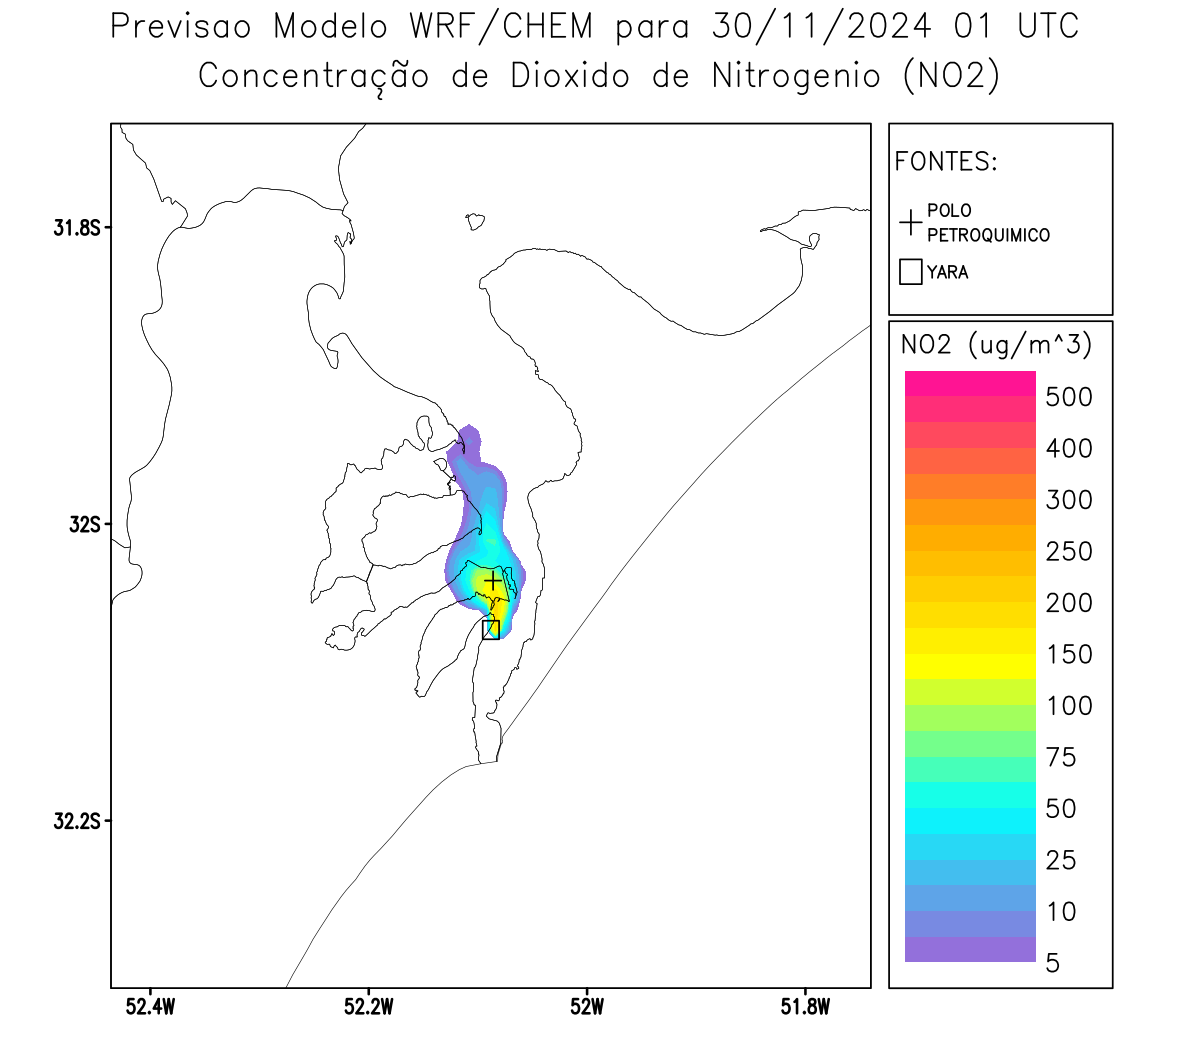 Previsao Modelo WRF/CHEM para 30/11/2024 01 UTC
Concentração de Dioxido de Nitrogenio (NO2)
FONTES:
POLO
PETROQUIMICO
YARA
NO2 (ug/m^3)
500
400
300
250
200
150
100
75
50
25
10
5
31.8S
32S
32.2S
52.4W
52.2W
52W
51.8W